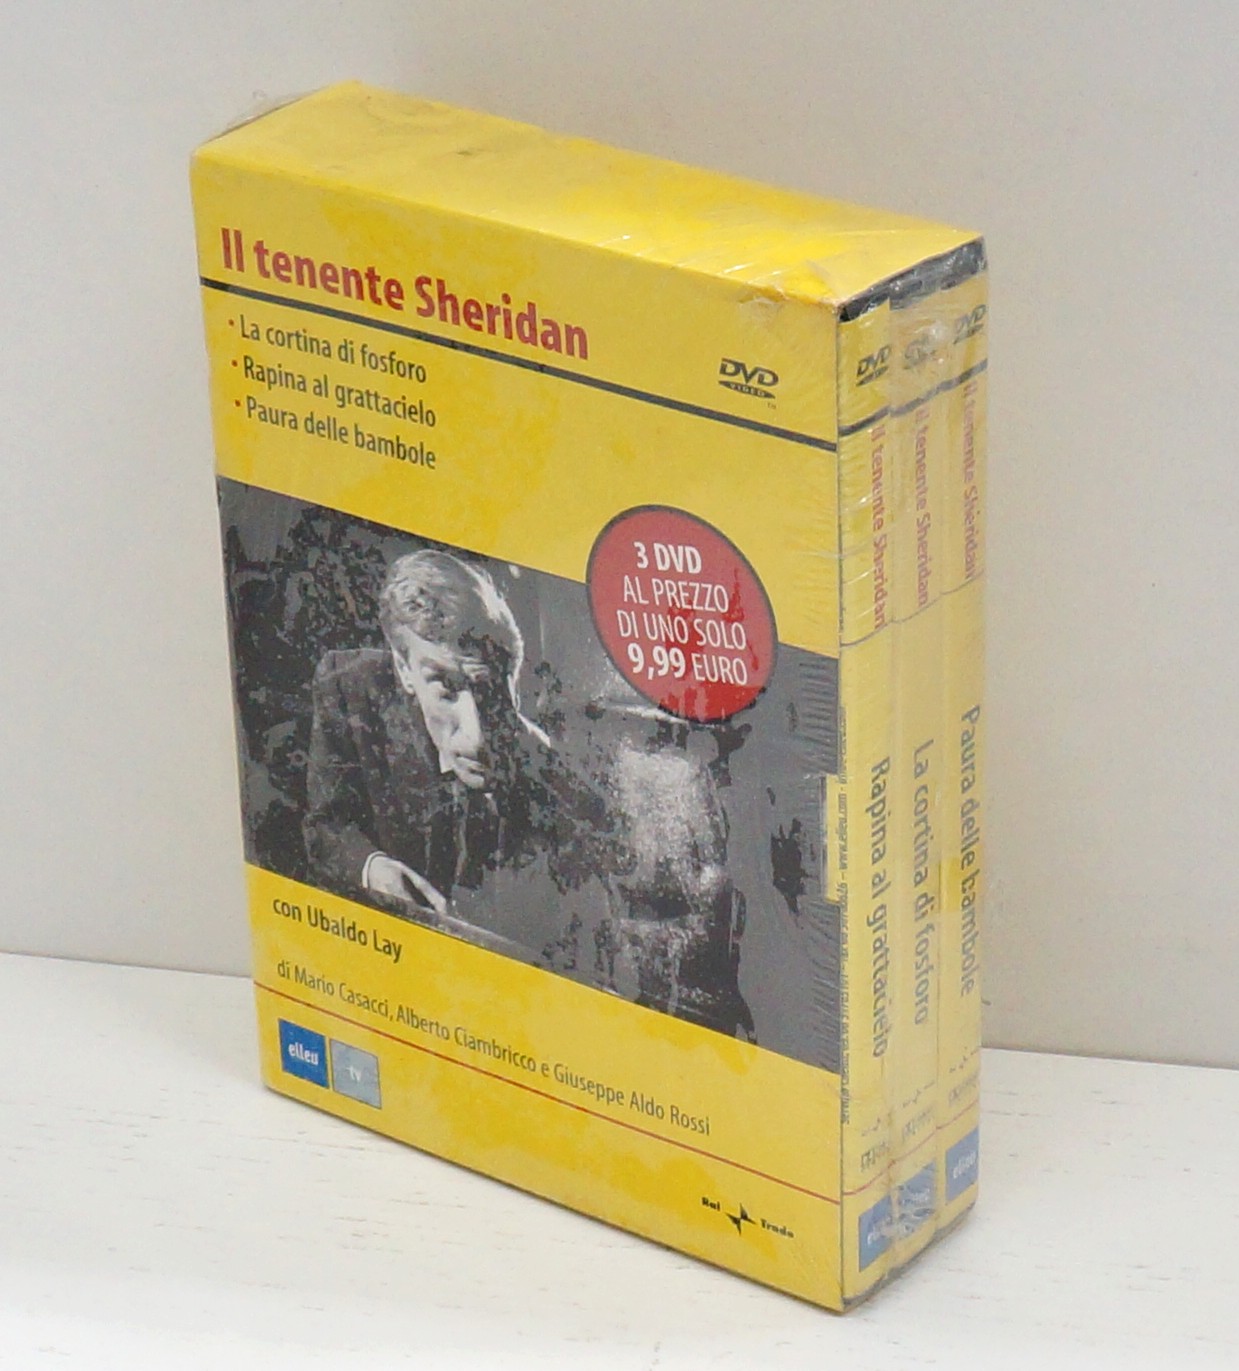 Il tenente Sheridan
• La cortina di fosforo
• Rapina al grattacielo
• Paura delle bambole
DVD
VIDEO
3 DVD
AL PREZZO
DI UNO SOLO
9,99 EURO
con Ubaldo Lay
di Mario Casacci, Alberto Ciambricco e Giuseppe Aldo Rossi
elleu
tv
Rai Trade
DVD
Il tenente Sheridan
Rapina al grattacielo
Il tenente Sheridan
La cortina di fosforo
DVD
Il tenente Sheridan
Paura delle bambole
elleu
www.elleu.com